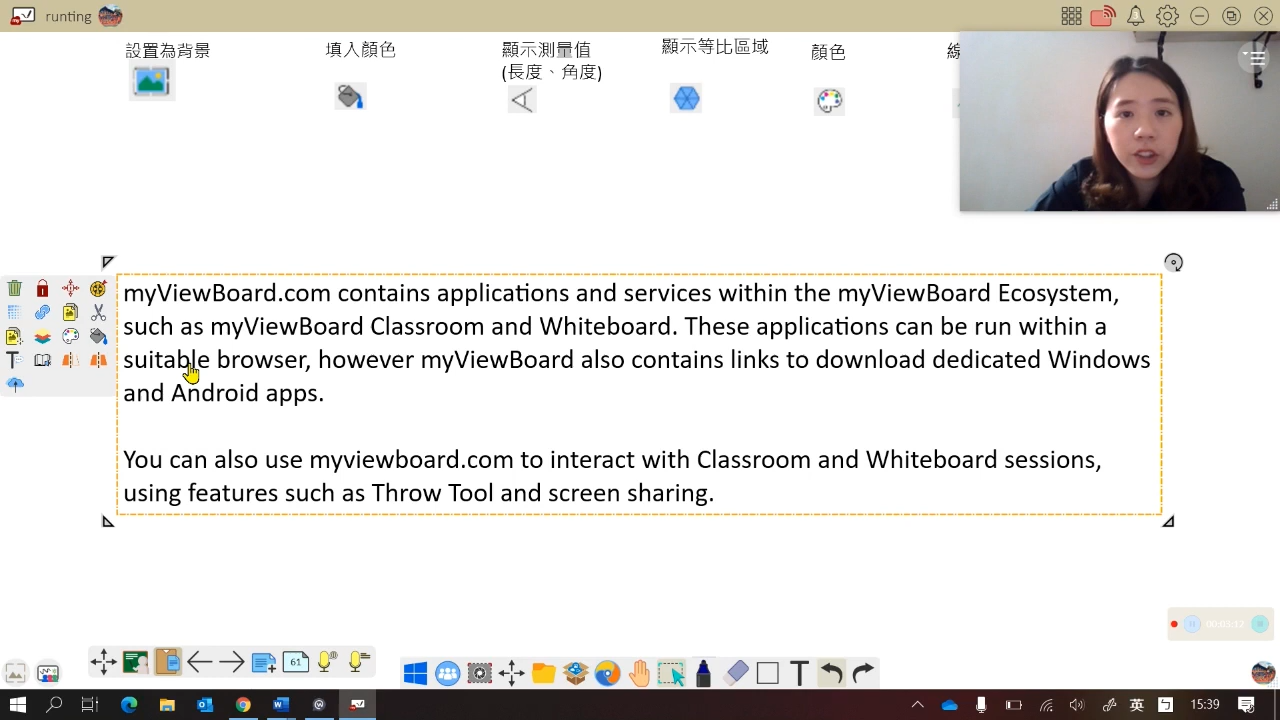 runting
設置為背景
填入顏色
顯示測量值
(長度、角度)
顯示等比區域
顏色
線
myViewBoard.com contains applications and services within the myViewBoard Ecosystem,
such as myViewBoard Classroom and Whiteboard. These applications can be run within a
suitable browser, however myViewBoard also contains links to download dedicated Windows
and Android apps.
You can also use myviewboard.com to interact with Classroom and Whiteboard sessions,
using features such as Throw Tool and screen sharing.
00:03:12
61
英
15:39